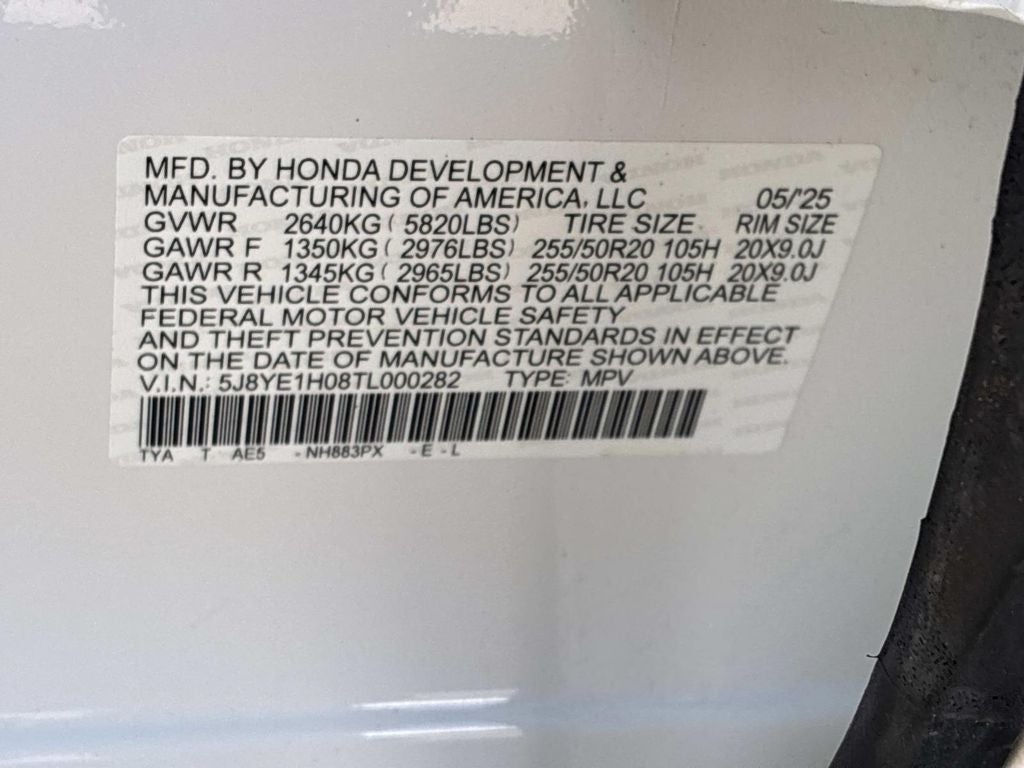 MFD. BY HONDA DEVELOPMENT &
MANUFACTURING OF AMERICA, LLC 05/'25
GVWR 2640KG ( 5820LBS) TIRE SIZE RIM SIZE
GAWR F 1350KG ( 2976LBS) 255/50R20 105H 20X9.0J
GAWR R 1345KG ( 2965LBS) 255/50R20 105H 20X9.0J
THIS VEHICLE CONFORMS TO ALL APPLICABLE
FEDERAL MOTOR VEHICLE SAFETY
AND THEFT PREVENTION STANDARDS IN EFFECT
ON THE DATE OF MANUFACTURE SHOWN ABOVE.
V.I.N.: 5J8YE1H08TL000282 TYPE: MPV
TYA T AE5 -NH883PX -E -L